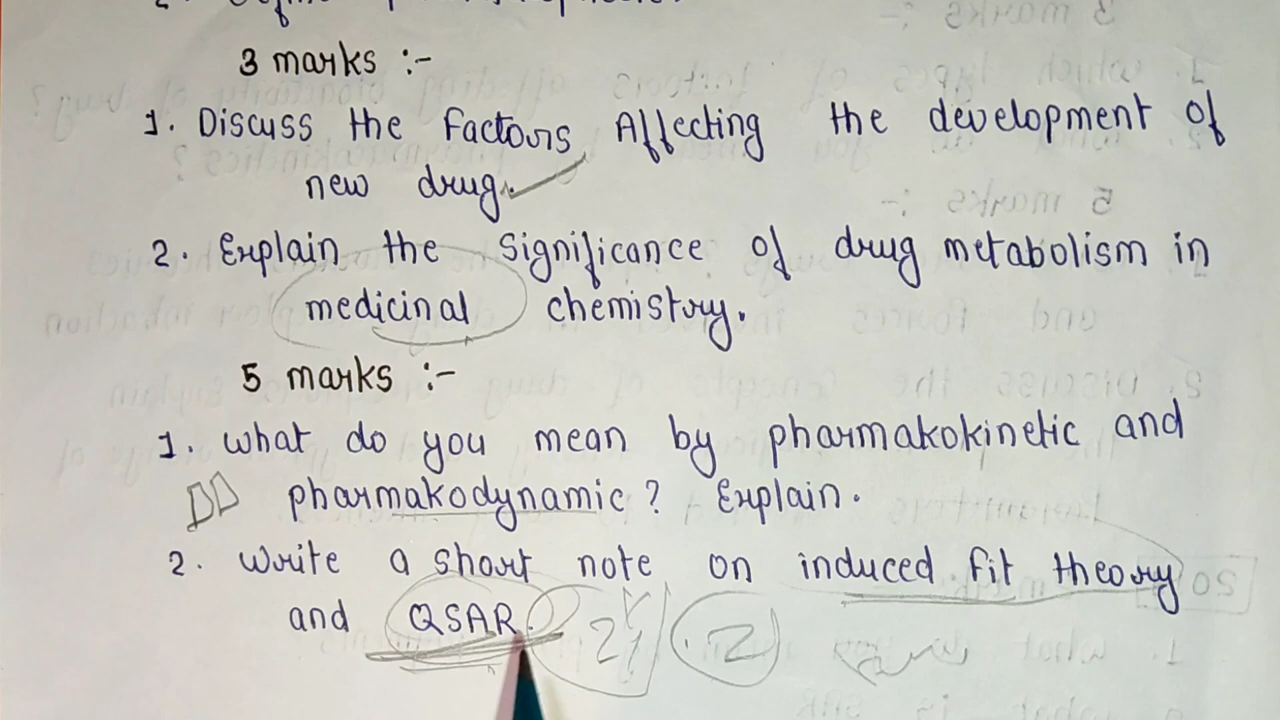 3 marks :-
1. Discuss the Factors Affecting the development of
new drug.
2. Explain the significance of drug metabolism in
medicinal chemistry.
5 marks :-
1. what do you mean by pharmakokinetic and
pharmakodynamic? Explain.
2. write a short note on induced fit theory
and QSAR.